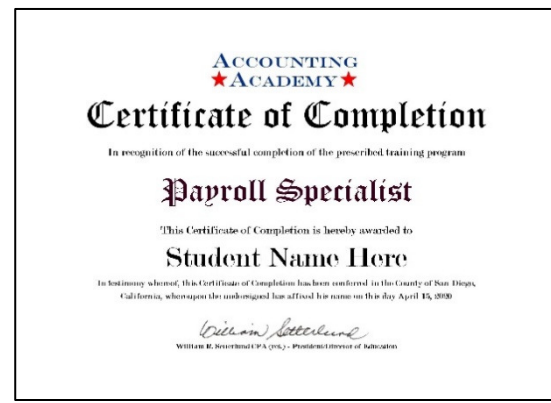 ACCOUNTING
★ACADEMY★
Certificate of Completion
In recognition of the successful completion of the prescribed training program
Payroll Specialist
This Certificate of Completion is hereby awarded to
Student Name Here
In testimony whereof, this Certificate of Completion has been conferred in the County of San Diego,
California, whereupon the undersigned has affixed his name on this day April 15, 2020
William Setterlund
William R. Setterlund CPA (ret.) - President/Director of Education